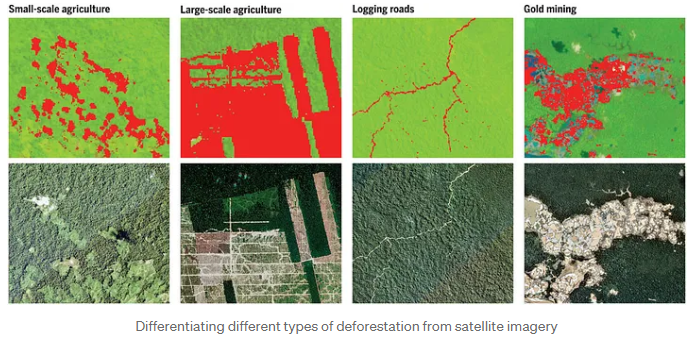 Small-scale agriculture
Large-scale agriculture
Logging roads
Gold mining
Differentiating different types of deforestation from satellite imagery